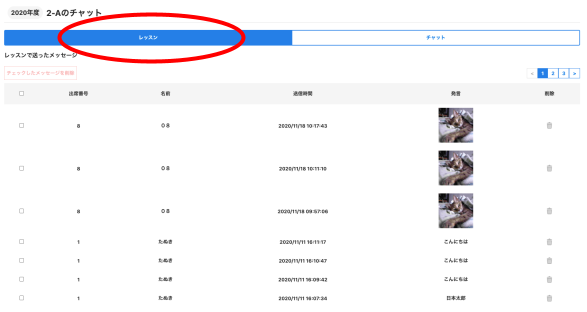 2020年度 2-Aのチャット
レッスン チャット
レッスンで送ったメッセージ
チェックしたメッセージを削除
« 1 2 3 »
出席番号 名前 送信時間 発言 削除
8 08 2020/11/18 10:17:43
8 08 2020/11/18 10:11:10
8 08 2020/11/18 09:57:06
1 たぬき 2020/11/11 16:11:17 こんにちは
1 たぬき 2020/11/11 16:10:47 こんにちは
1 たぬき 2020/11/11 16:09:42 こんにちは
1 たぬき 2020/11/11 16:07:34 日本太郎